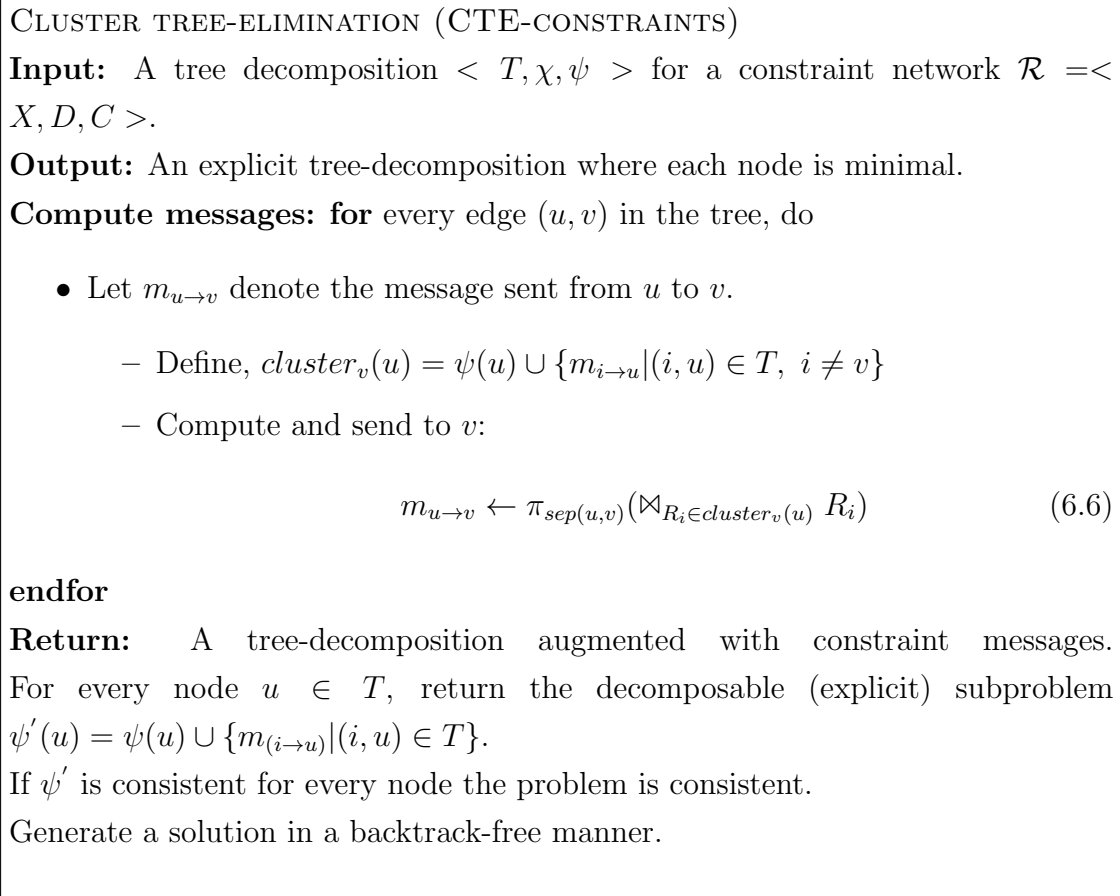 CLUSTER TREE-ELIMINATION (CTE-CONSTRAINTS)
Input: A tree decomposition < T, χ, ψ > for a constraint network ℛ =<
X, D, C >.
Output: An explicit tree-decomposition where each node is minimal.
Compute messages: for every edge (u, v) in the tree, do
• Let m_{u→v} denote the message sent from u to v.
– Define, cluster_v(u) = ψ(u) ∪ {m_{i→u}|(i, u) ∈ T, i ≠ v}
– Compute and send to v:
m_{u→v} ← π_{sep(u,v)}(⋈_{R_i∈cluster_v(u)} R_i) (6.6)
endfor
Return: A tree-decomposition augmented with constraint messages.
For every node u ∈ T, return the decomposable (explicit) subproblem
ψ′(u) = ψ(u) ∪ {m_{(i→u)}|(i, u) ∈ T}.
If ψ′ is consistent for every node the problem is consistent.
Generate a solution in a backtrack-free manner.